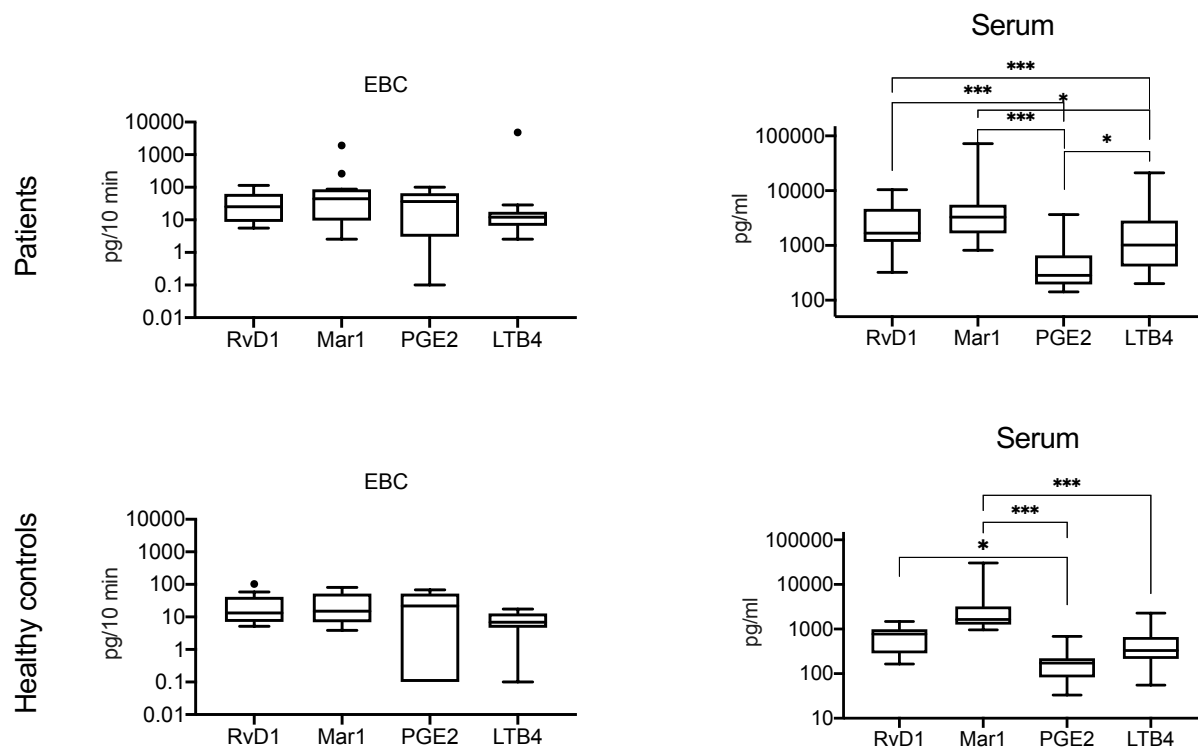 Patients
EBC
pg/10 min
10000
1000
100
10
1
0.1
0.01
RvD1 Mar1 PGE2 LTB4
Serum
***
***
*
***
*
pg/ml
100000
10000
1000
100
RvD1 Mar1 PGE2 LTB4
Healthy controls
EBC
pg/10 min
10000
1000
100
10
1
0.1
0.01
RvD1 Mar1 PGE2 LTB4
Serum
***
***
*
pg/ml
100000
10000
1000
100
10
RvD1 Mar1 PGE2 LTB4